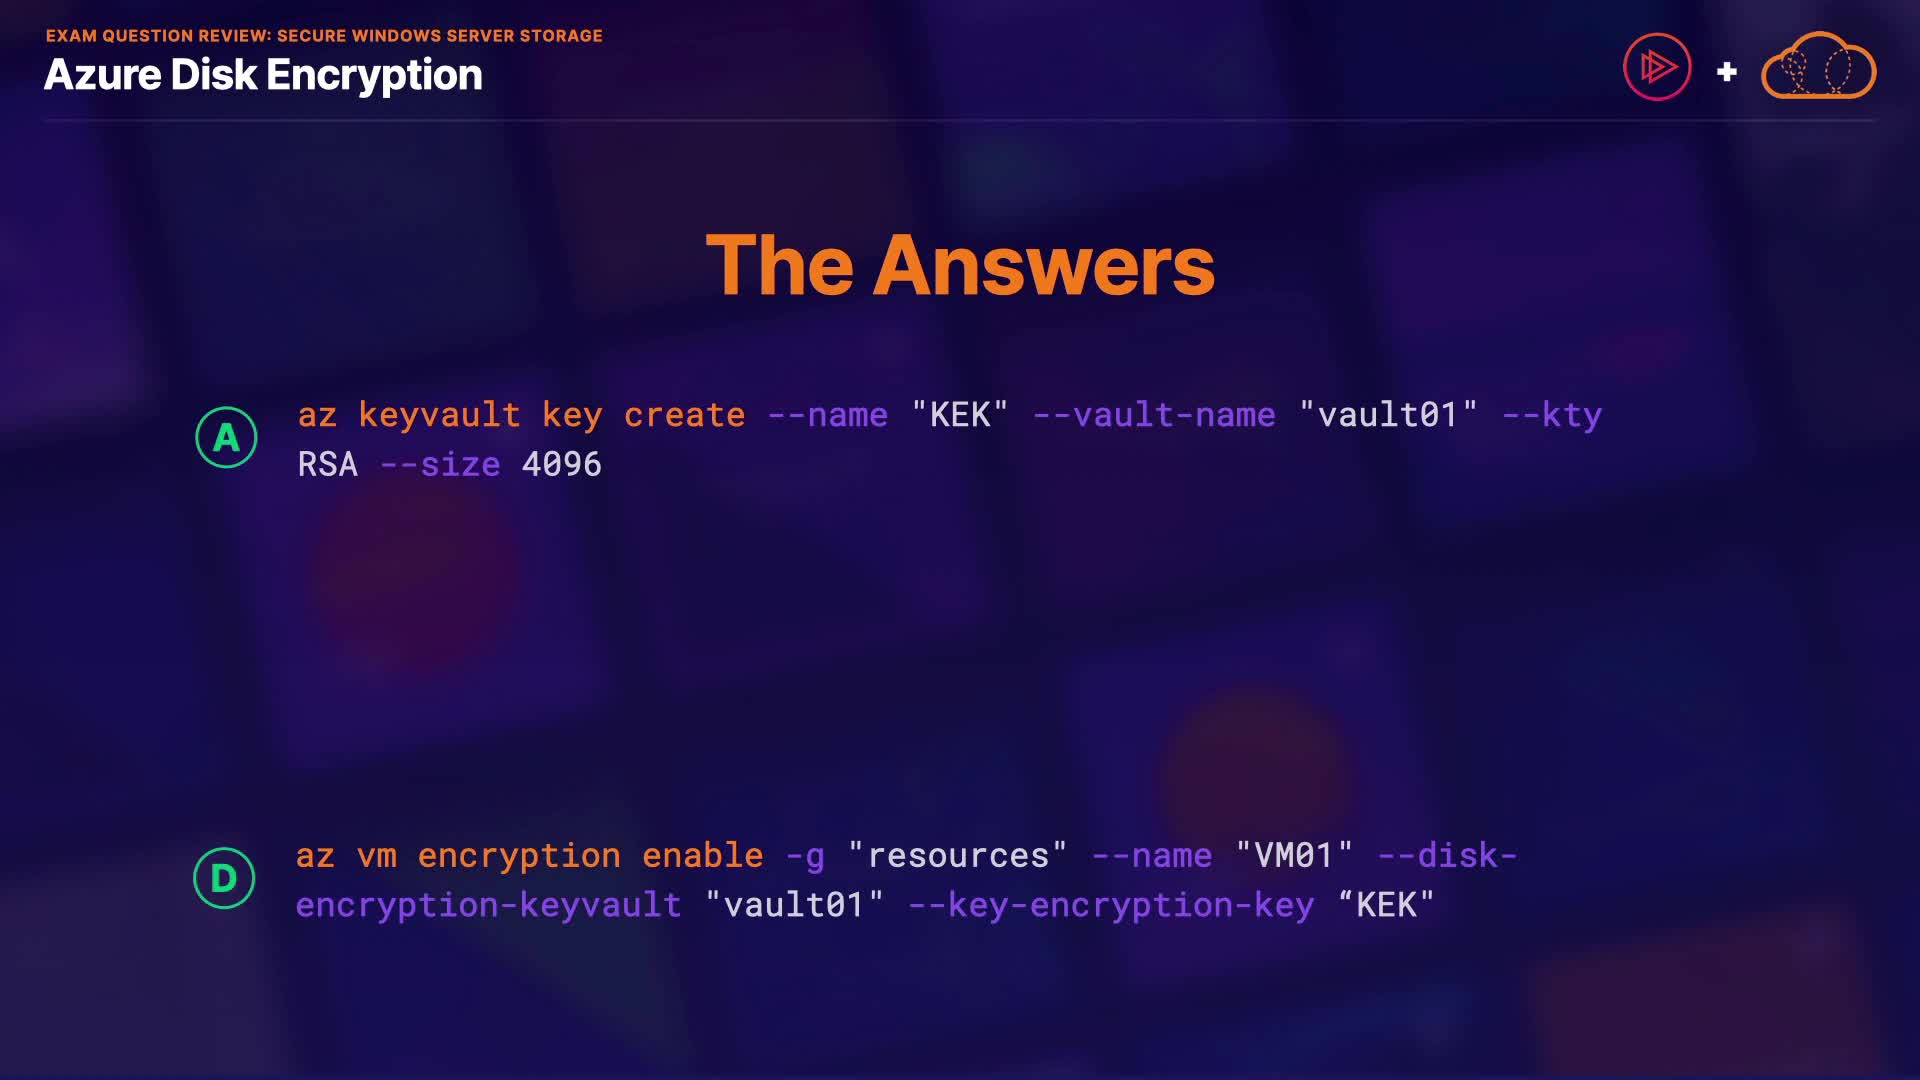 EXAM QUESTION REVIEW: SECURE WINDOWS SERVER STORAGE
Azure Disk Encryption
+
The Answers
A
az keyvault key create --name "KEK" --vault-name "vault01" --kty
RSA --size 4096
D
az vm encryption enable -g "resources" --name "VM01" --disk-
encryption-keyvault "vault01" --key-encryption-key “KEK"